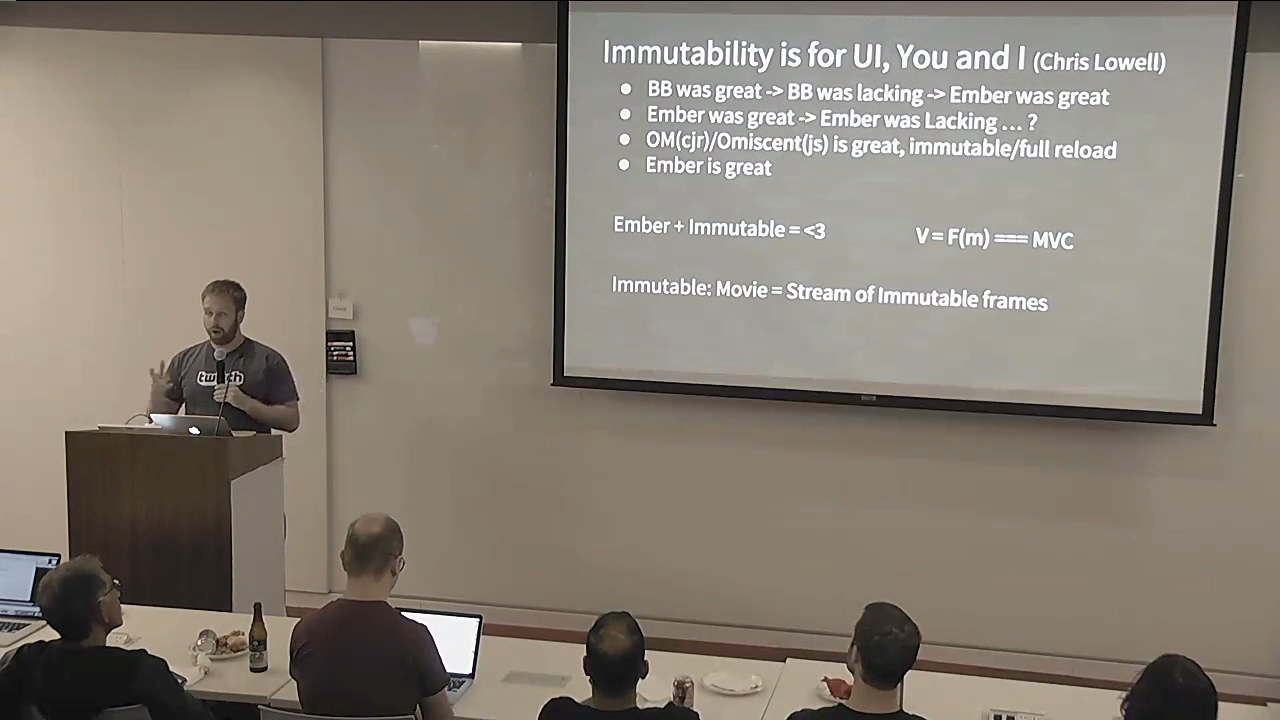 Immutability is for UI, You and I (Chris Lowell)
BB was great -> BB was lacking -> Ember was great
Ember was great -> Ember was Lacking ... ?
OM(cjr)/Omiscent(js) is great, immutable/full reload
Ember is great
Ember + Immutable = <3
V = F(m) === MVC
Immutable: Movie = Stream of Immutable frames
twitch